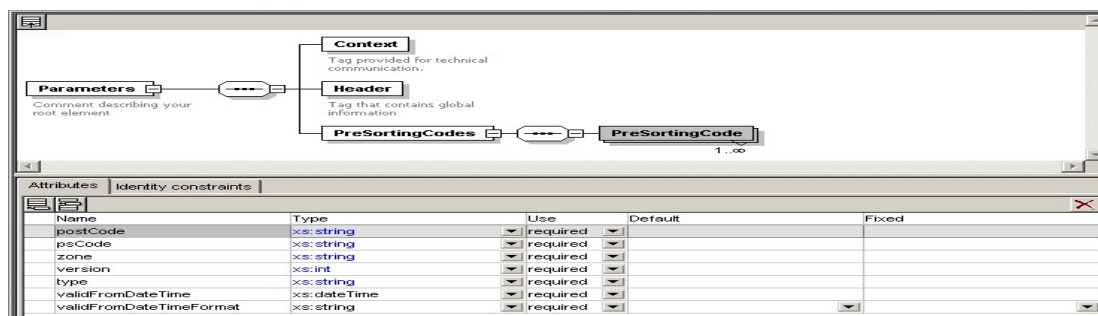 Context
Tag provided for technical
communication.
Parameters
Comment describing your
root element
Header
Tag that contains global
information
PreSortingCodes
PreSortingCode
1..∞
Attributes Identity constraints
Name Type Use Default Fixed
postCode xs:string required
psCode xs:string required
zone xs:string required
version xs:int required
type xs:string required
validFromDateTime xs:dateTime required
validFromDateTimeFormat xs:string required